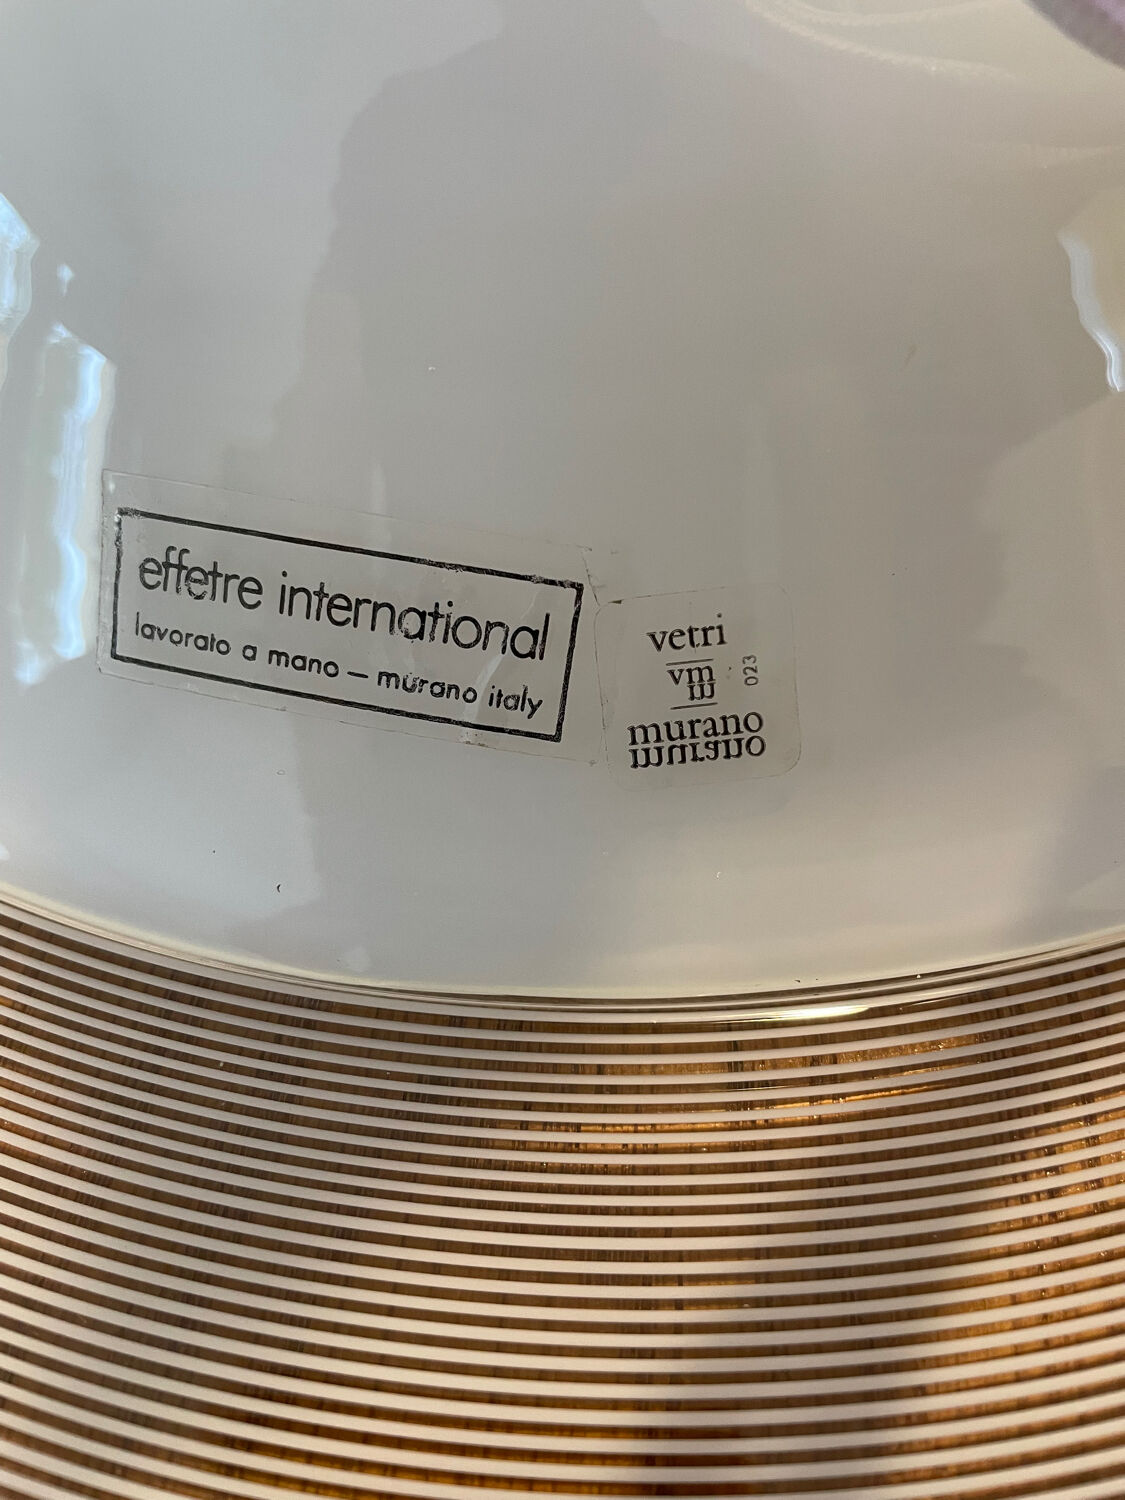 effetre international
lavorato a mano – murano italy
vetri
vm
023
murano